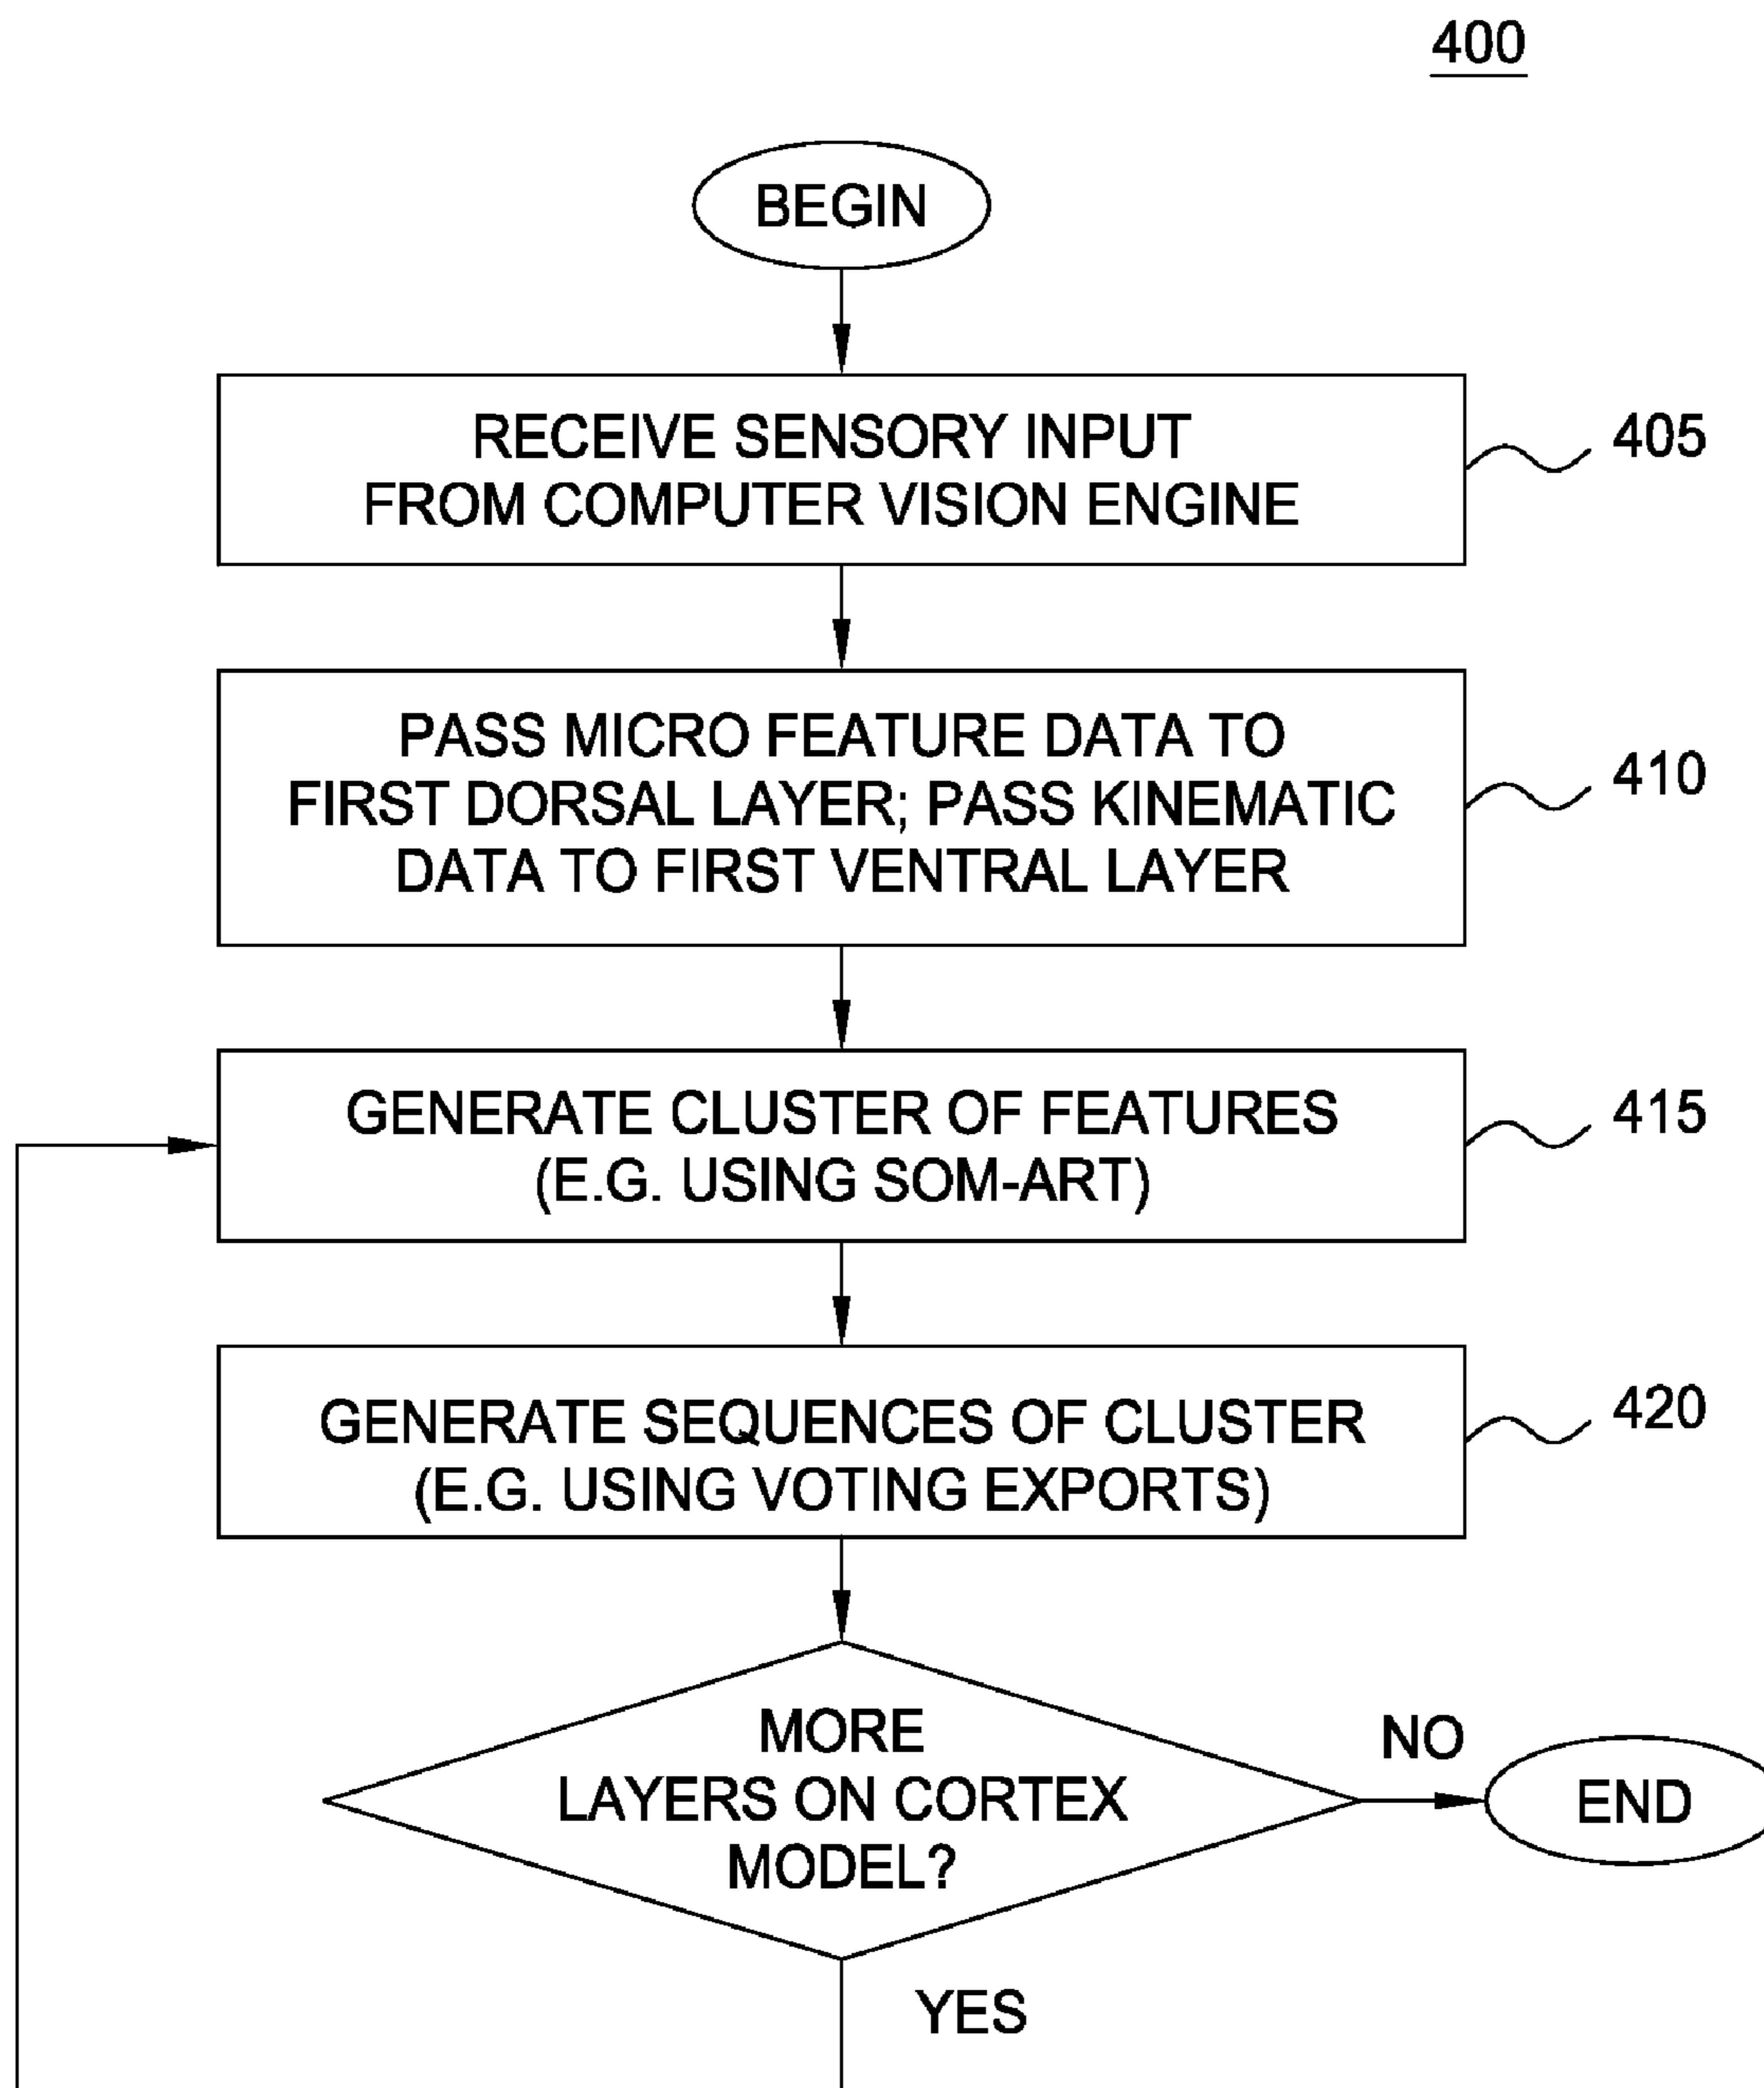 400
BEGIN
RECEIVE SENSORY INPUT
FROM COMPUTER VISION ENGINE
405
PASS MICRO FEATURE DATA TO
FIRST DORSAL LAYER; PASS KINEMATIC
DATA TO FIRST VENTRAL LAYER
410
GENERATE CLUSTER OF FEATURES
(E.G. USING SOM-ART)
415
GENERATE SEQUENCES OF CLUSTER
(E.G. USING VOTING EXPORTS)
420
MORE
LAYERS ON CORTEX
MODEL?
NO
END
YES